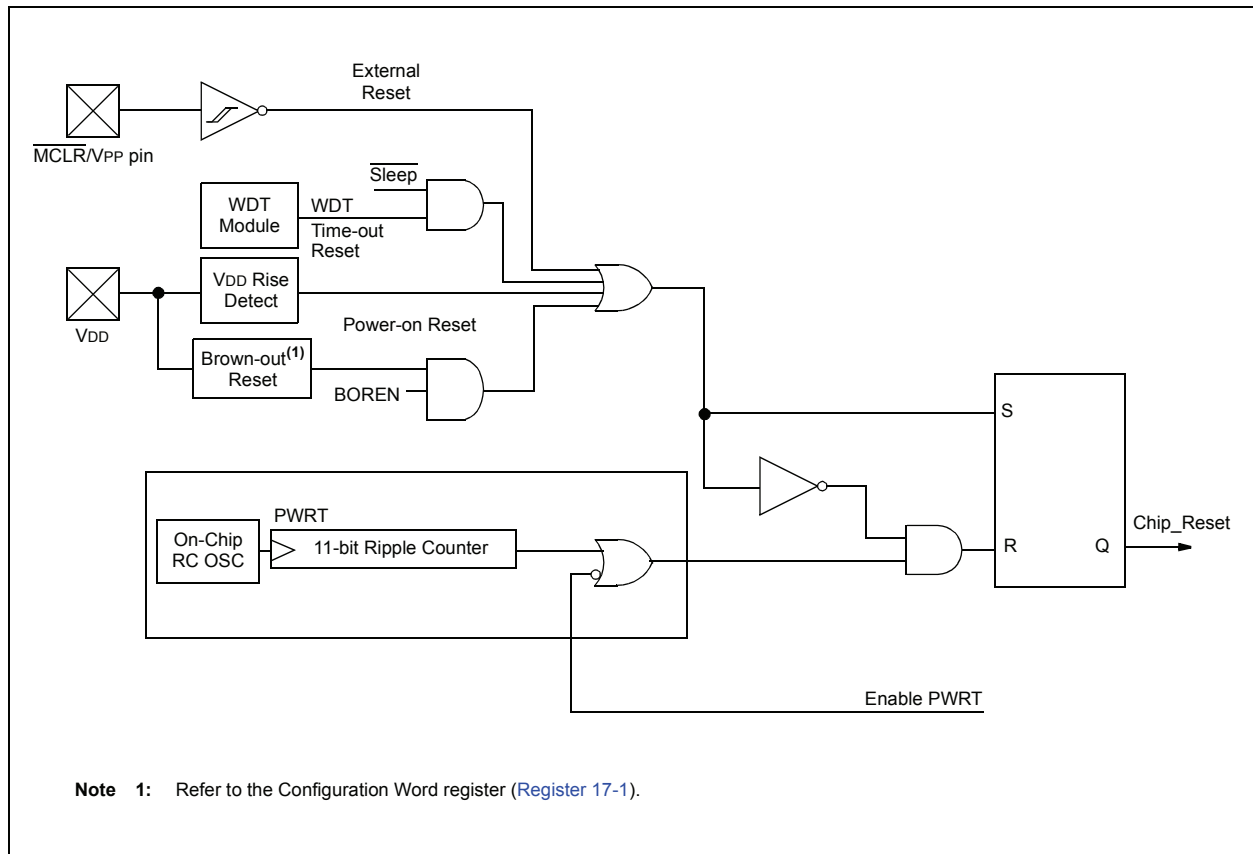 External
Reset
MCLR/VPP pin
Sleep
WDT
Module
WDT
Time-out
Reset
VDD Rise
Detect
VDD
Power-on Reset
Brown-out(1)
Reset
BOREN
S
PWRT
On-Chip
RC OSC
11-bit Ripple Counter
R
Q
Chip_Reset
Enable PWRT
Note 1: Refer to the Configuration Word register (Register 17-1).